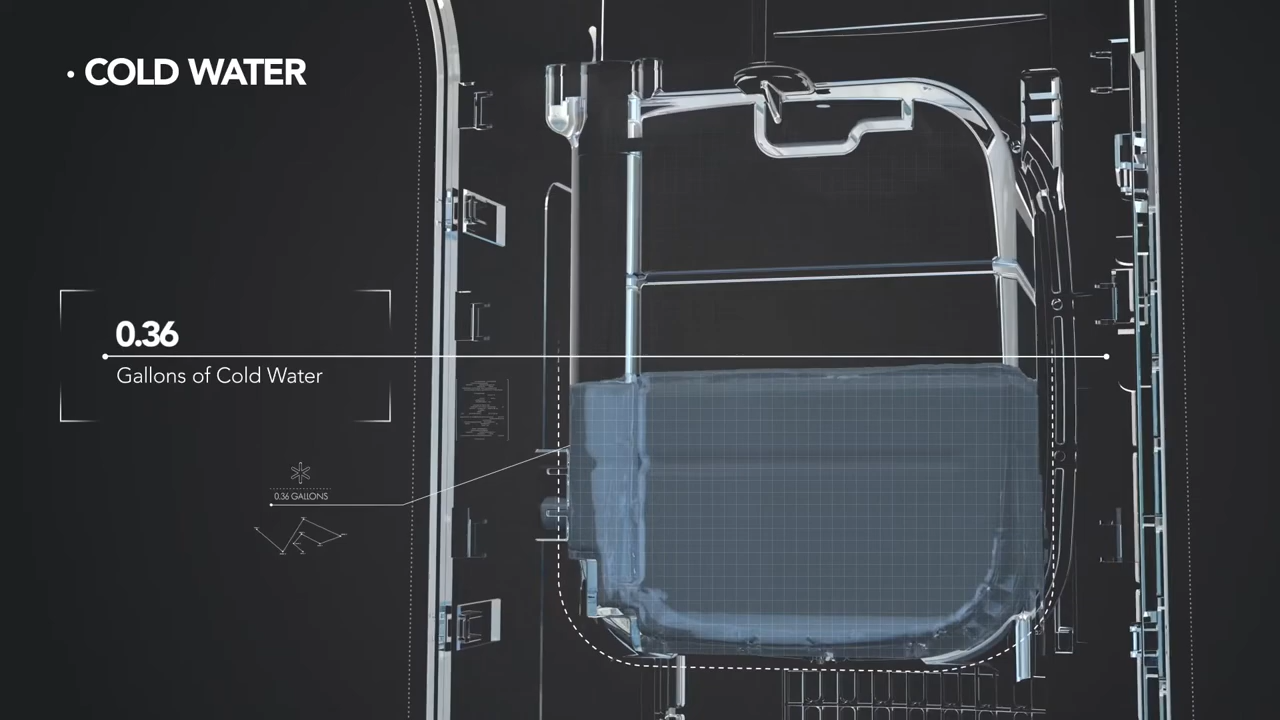 • COLD WATER
0.36
Gallons of Cold Water
0.36 GALLONS